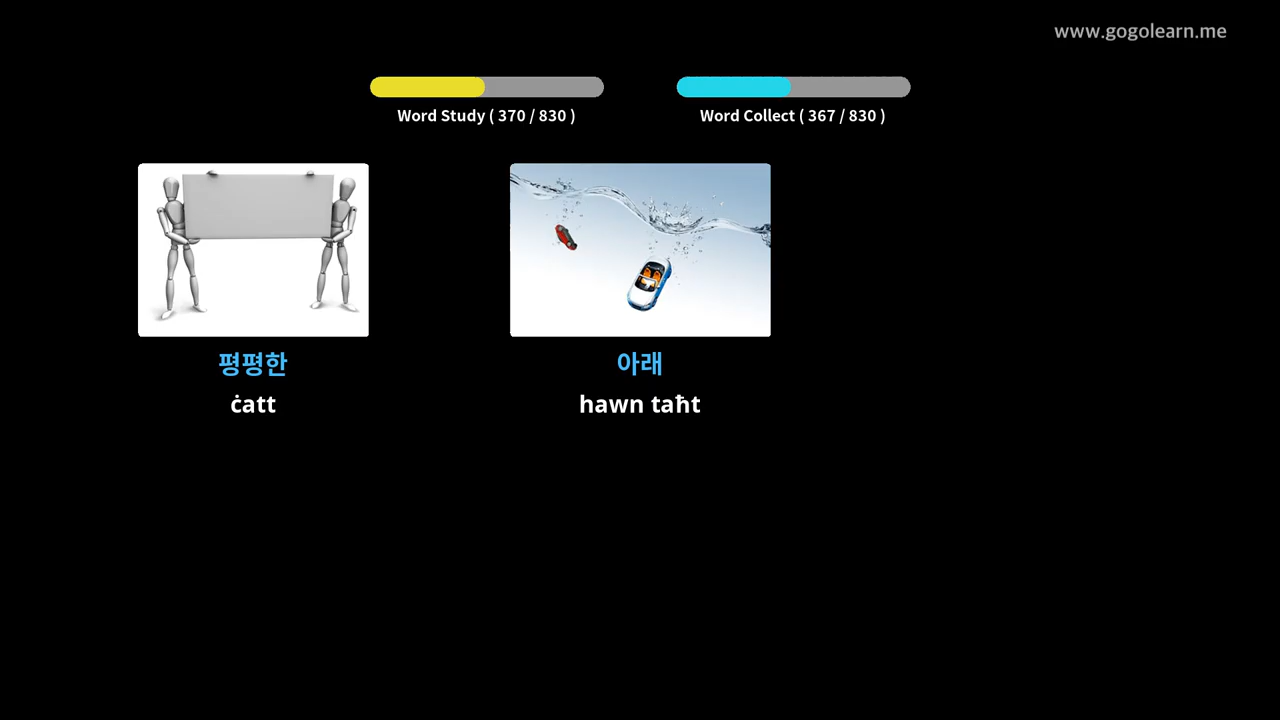 www.gogolearn.me
Word Study ( 370 / 830 )
Word Collect ( 367 / 830 )
평평한
ċatt
아래
hawn taħt